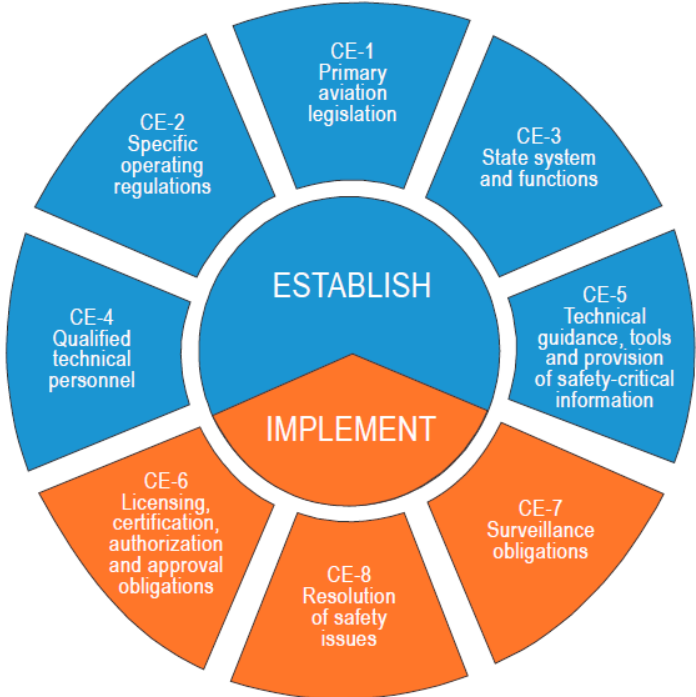 CE-1
Primary
aviation
legislation
CE-2
Specific
operating
regulations
CE-3
State system
and functions
ESTABLISH
CE-4
Qualified
technical
personnel
CE-5
Technical
guidance, tools
and provision
of safety-critical
information
IMPLEMENT
CE-6
Licensing,
certification,
authorization
and approval
obligations
CE-7
Surveillance
obligations
CE-8
Resolution
of safety
issues